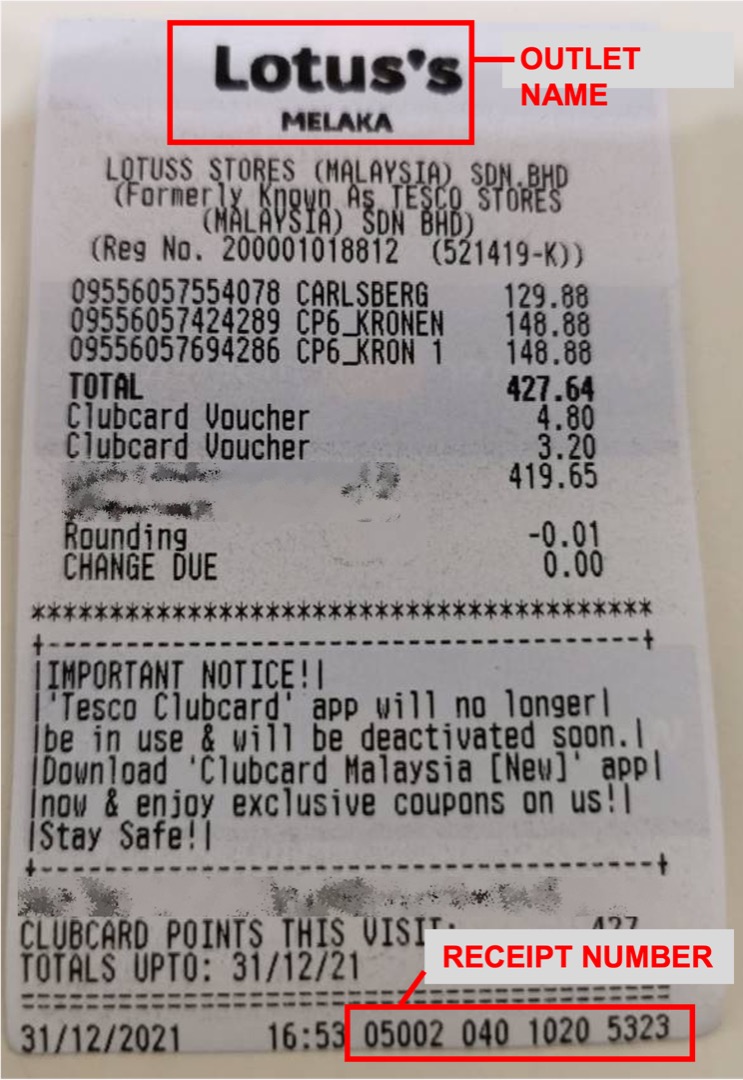 Lotus's
MELAKA
OUTLET
NAME
LOTUSS STORES (MALAYSIA) SDN.BHD
(Formerly Known As TESCO STORES
(MALAYSIA) SDN BHD)
(Reg No. 200001018812 (521419-K))
09556057554078 CARLSBERG 129.88
09556057424289 CP6_KRONEN 148.88
09556057694286 CP6_KRON 1 148.88
TOTAL 427.64
Clubcard Voucher 4.80
Clubcard Voucher 3.20
419.65
Rounding -0.01
CHANGE DUE 0.00
******************************************
+--------------------------------------+
|IMPORTANT NOTICE!|
|'Tesco Clubcard' app will no longer|
|be in use & will be deactivated soon.|
|Download 'Clubcard Malaysia [New]' app|
|now & enjoy exclusive coupons on us!|
|Stay Safe!|
+--------------------------------------+
CLUBCARD POINTS THIS VISIT: 427
TOTALS UPTO: 31/12/21
RECEIPT NUMBER
==========================================
31/12/2021 16:53 05002 040 1020 5323